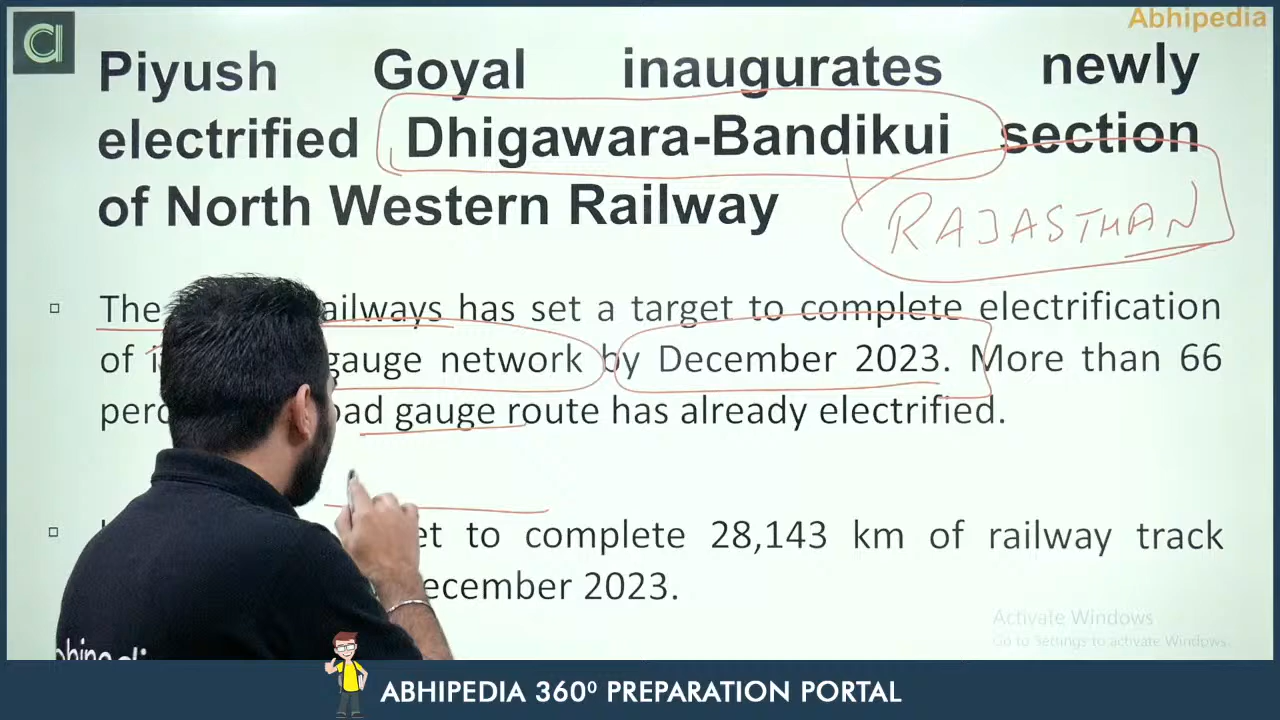 Abhipedia
Piyush Goyal inaugurates newly
electrified Dhigawara-Bandikui section
of North Western Railway
RAJASTHAN
The ailways has set a target to complete electrification
of gauge network by December 2023. More than 66
perc oad gauge route has already electrified.
et to complete 28,143 km of railway track
ecember 2023.
Activate Windows
Go to Settings to activate Windows.
ABHIPEDIA 360⁰ PREPARATION PORTAL